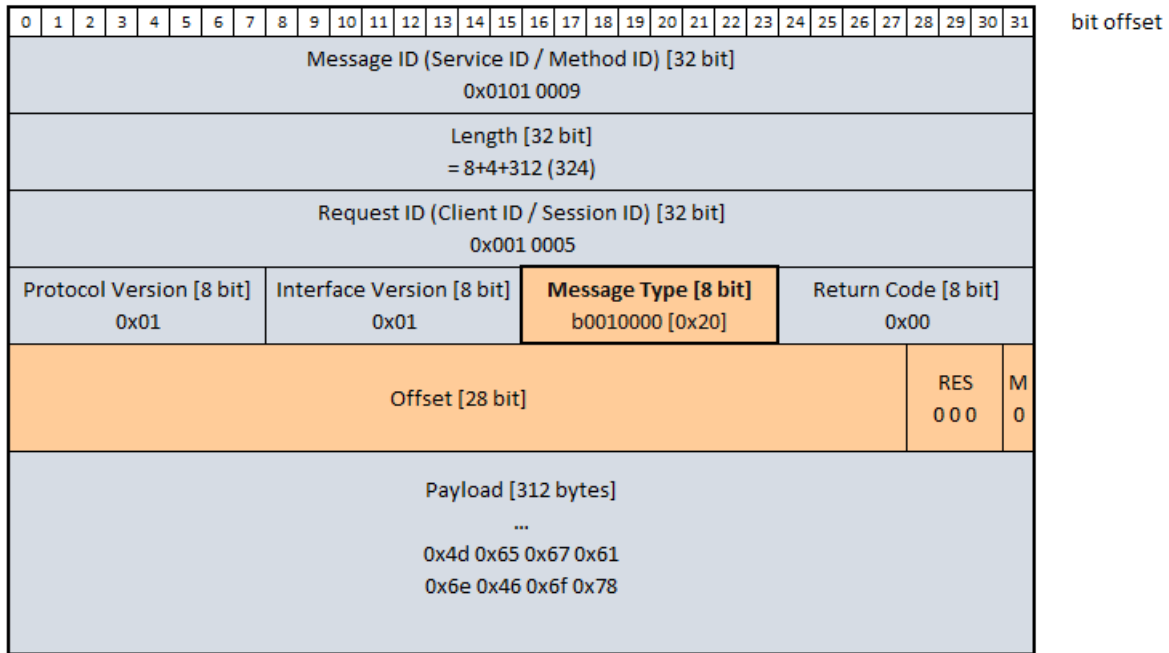 0 1 2 3 4 5 6 7 8 9 10 11 12 13 14 15 16 17 18 19 20 21 22 23 24 25 26 27 28 29 30 31 bit offset
Message ID (Service ID / Method ID) [32 bit]
0x0101 0009
Length [32 bit]
= 8+4+312 (324)
Request ID (Client ID / Session ID) [32 bit]
0x001 0005
Protocol Version [8 bit] Interface Version [8 bit] Message Type [8 bit] Return Code [8 bit]
0x01 0x01 b0010000 [0x20] 0x00
Offset [28 bit] RES M
0 0 0 0
Payload [312 bytes]
...
0x4d 0x65 0x67 0x61
0x6e 0x46 0x6f 0x78